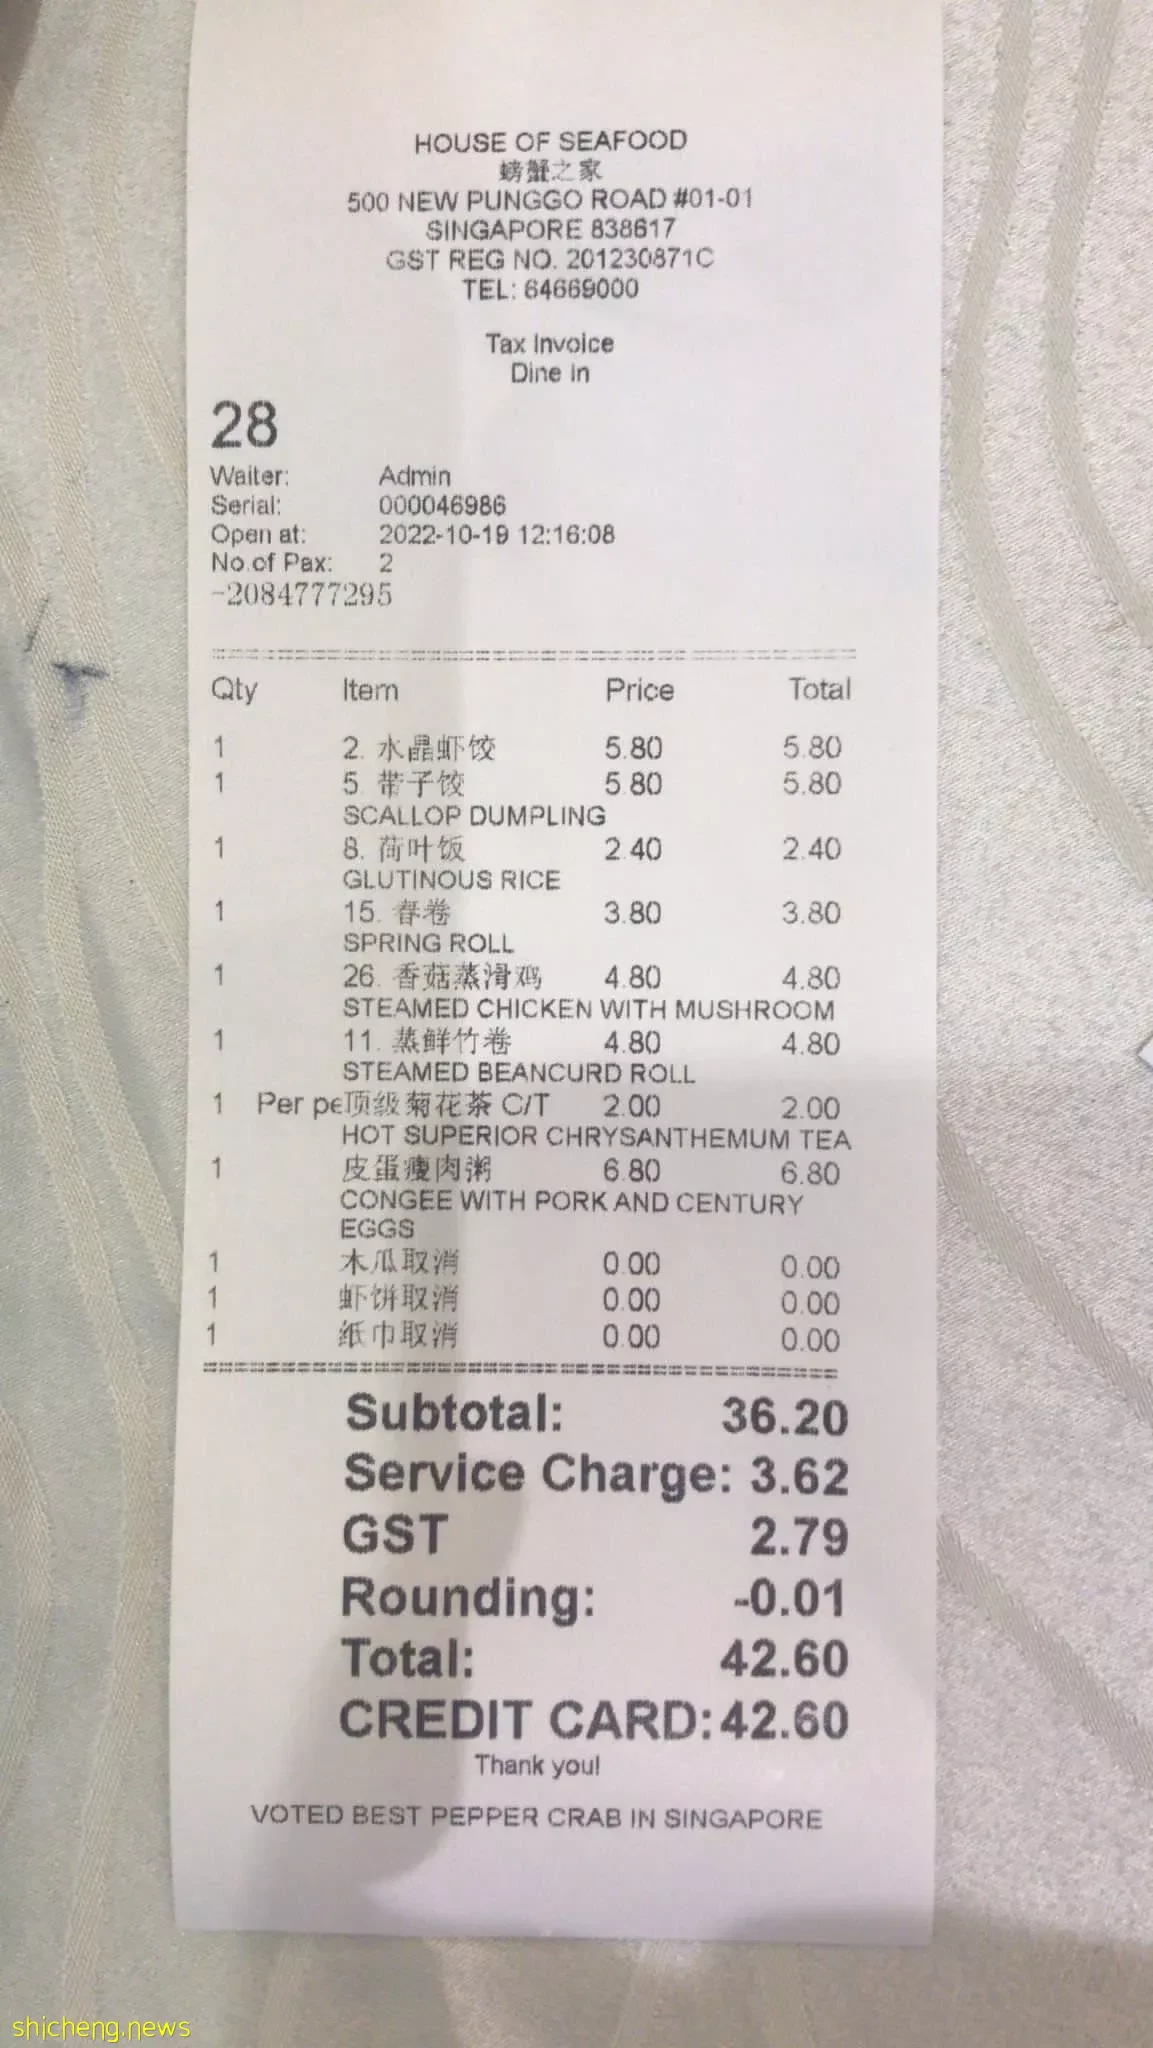 HOUSE OF SEAFOOD
螃蟹之家
500 NEW PUNGGO ROAD #01-01
SINGAPORE 838617
GST REG NO. 201230871C
TEL: 64669000
Tax Invoice
Dine In
28
Waiter: Admin
Serial: 000046986
Open at: 2022-10-19 12:16:08
No.of Pax: 2
-2084777295
Qty Item Price Total
1 2. 水晶虾饺 5.80 5.80
1 5. 带子饺 5.80 5.80
SCALLOP DUMPLING
1 8. 荷叶饭 2.40 2.40
GLUTINOUS RICE
1 15. 春卷 3.80 3.80
SPRING ROLL
1 26. 香菇蒸滑鸡 4.80 4.80
STEAMED CHICKEN WITH MUSHROOM
1 11. 蒸鲜竹卷 4.80 4.80
STEAMED BEANCURD ROLL
1 Per pe顶级菊花茶 C/T 2.00 2.00
HOT SUPERIOR CHRYSANTHEMUM TEA
1 皮蛋瘦肉粥 6.80 6.80
CONGEE WITH PORK AND CENTURY
EGGS
1 木瓜取消 0.00 0.00
1 虾饼取消 0.00 0.00
1 纸巾取消 0.00 0.00
Subtotal: 36.20
Service Charge: 3.62
GST 2.79
Rounding: -0.01
Total: 42.60
CREDIT CARD: 42.60
Thank you!
VOTED BEST PEPPER CRAB IN SINGAPORE
shicheng.news